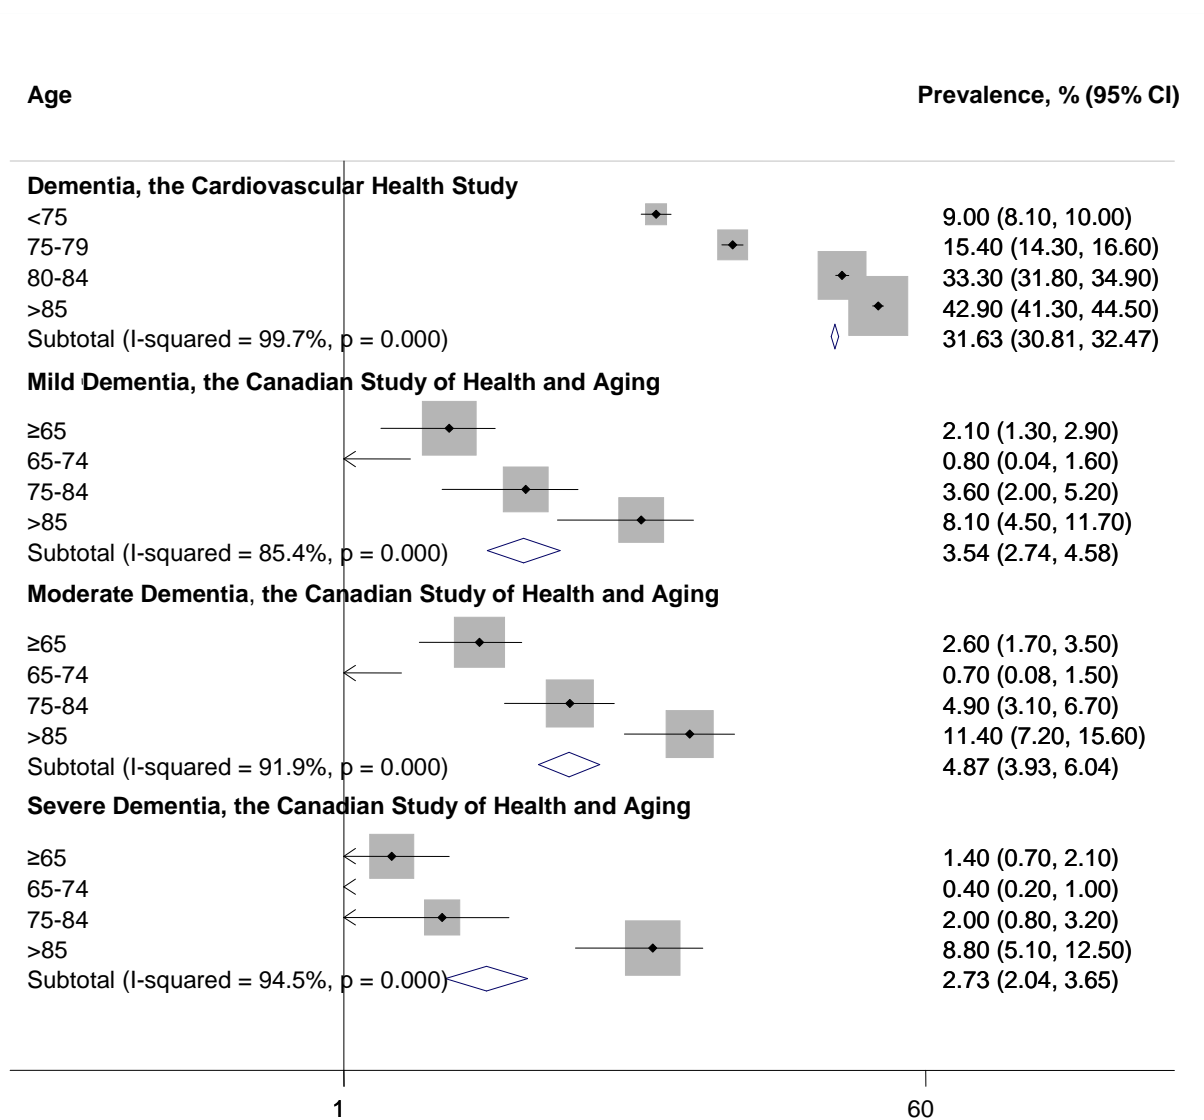 Age Prevalence, % (95% CI)
Dementia, the Cardiovascular Health Study
<75 9.00 (8.10, 10.00)
75-79 15.40 (14.30, 16.60)
80-84 33.30 (31.80, 34.90)
>85 42.90 (41.30, 44.50)
Subtotal (I-squared = 99.7%, p = 0.000) 31.63 (30.81, 32.47)
Mild Dementia, the Canadian Study of Health and Aging
≥65 2.10 (1.30, 2.90)
65-74 0.80 (0.04, 1.60)
75-84 3.60 (2.00, 5.20)
>85 8.10 (4.50, 11.70)
Subtotal (I-squared = 85.4%, p = 0.000) 3.54 (2.74, 4.58)
Moderate Dementia, the Canadian Study of Health and Aging
≥65 2.60 (1.70, 3.50)
65-74 0.70 (0.08, 1.50)
75-84 4.90 (3.10, 6.70)
>85 11.40 (7.20, 15.60)
Subtotal (I-squared = 91.9%, p = 0.000) 4.87 (3.93, 6.04)
Severe Dementia, the Canadian Study of Health and Aging
≥65 1.40 (0.70, 2.10)
65-74 0.40 (0.20, 1.00)
75-84 2.00 (0.80, 3.20)
>85 8.80 (5.10, 12.50)
Subtotal (I-squared = 94.5%, p = 0.000) 2.73 (2.04, 3.65)
1 60